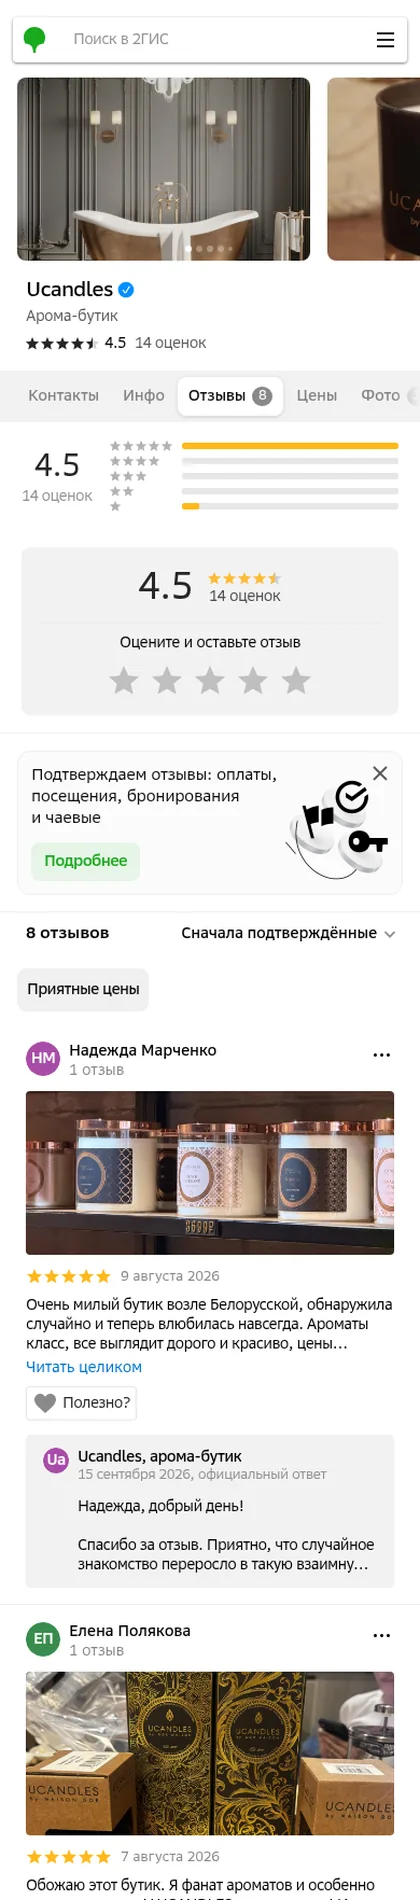 Поиск в 2ГИС
UCAN
by
Ucandles
Арома-бутик
4.5 14 оценок
Контакты Инфо Отзывы 8 Цены Фото
4.5
14 оценок
4.5
14 оценок
Оцените и оставьте отзыв
Подтверждаем отзывы: оплаты,
посещения, бронирования
и чаевые
Подробнее
8 отзывов Сначала подтверждённые
Приятные цены
НМ Надежда Марченко
1 отзыв
9 августа 2026
Очень милый бутик возле Белорусской, обнаружила
случайно и теперь влюбилась навсегда. Ароматы
класс, все выглядит дорого и красиво, цены...
Читать целиком
Полезно?
Ua Ucandles, арома-бутик
15 сентября 2026, официальный ответ
Надежда, добрый день!
Спасибо за отзыв. Приятно, что случайное
знакомство переросло в такую взаимну...
ЕП Елена Полякова
1 отзыв
UCANDLES
UCANDLES
UCANDLES
UCANDLES
7 августа 2026
Обожаю этот бутик. Я фанат ароматов и особенно